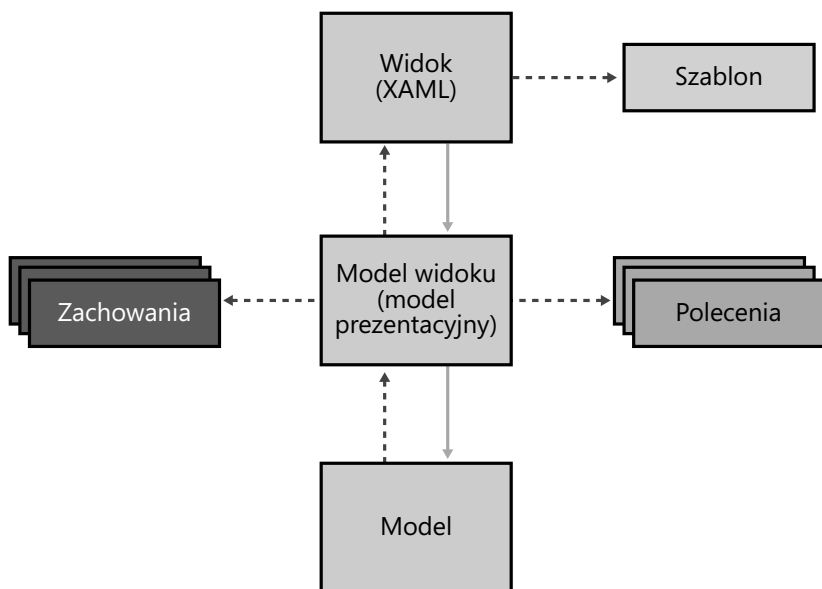 Widok
(XAML)
Szablon
Zachowania
Model widoku
(model
prezentacyjny)
Polecenia
Model